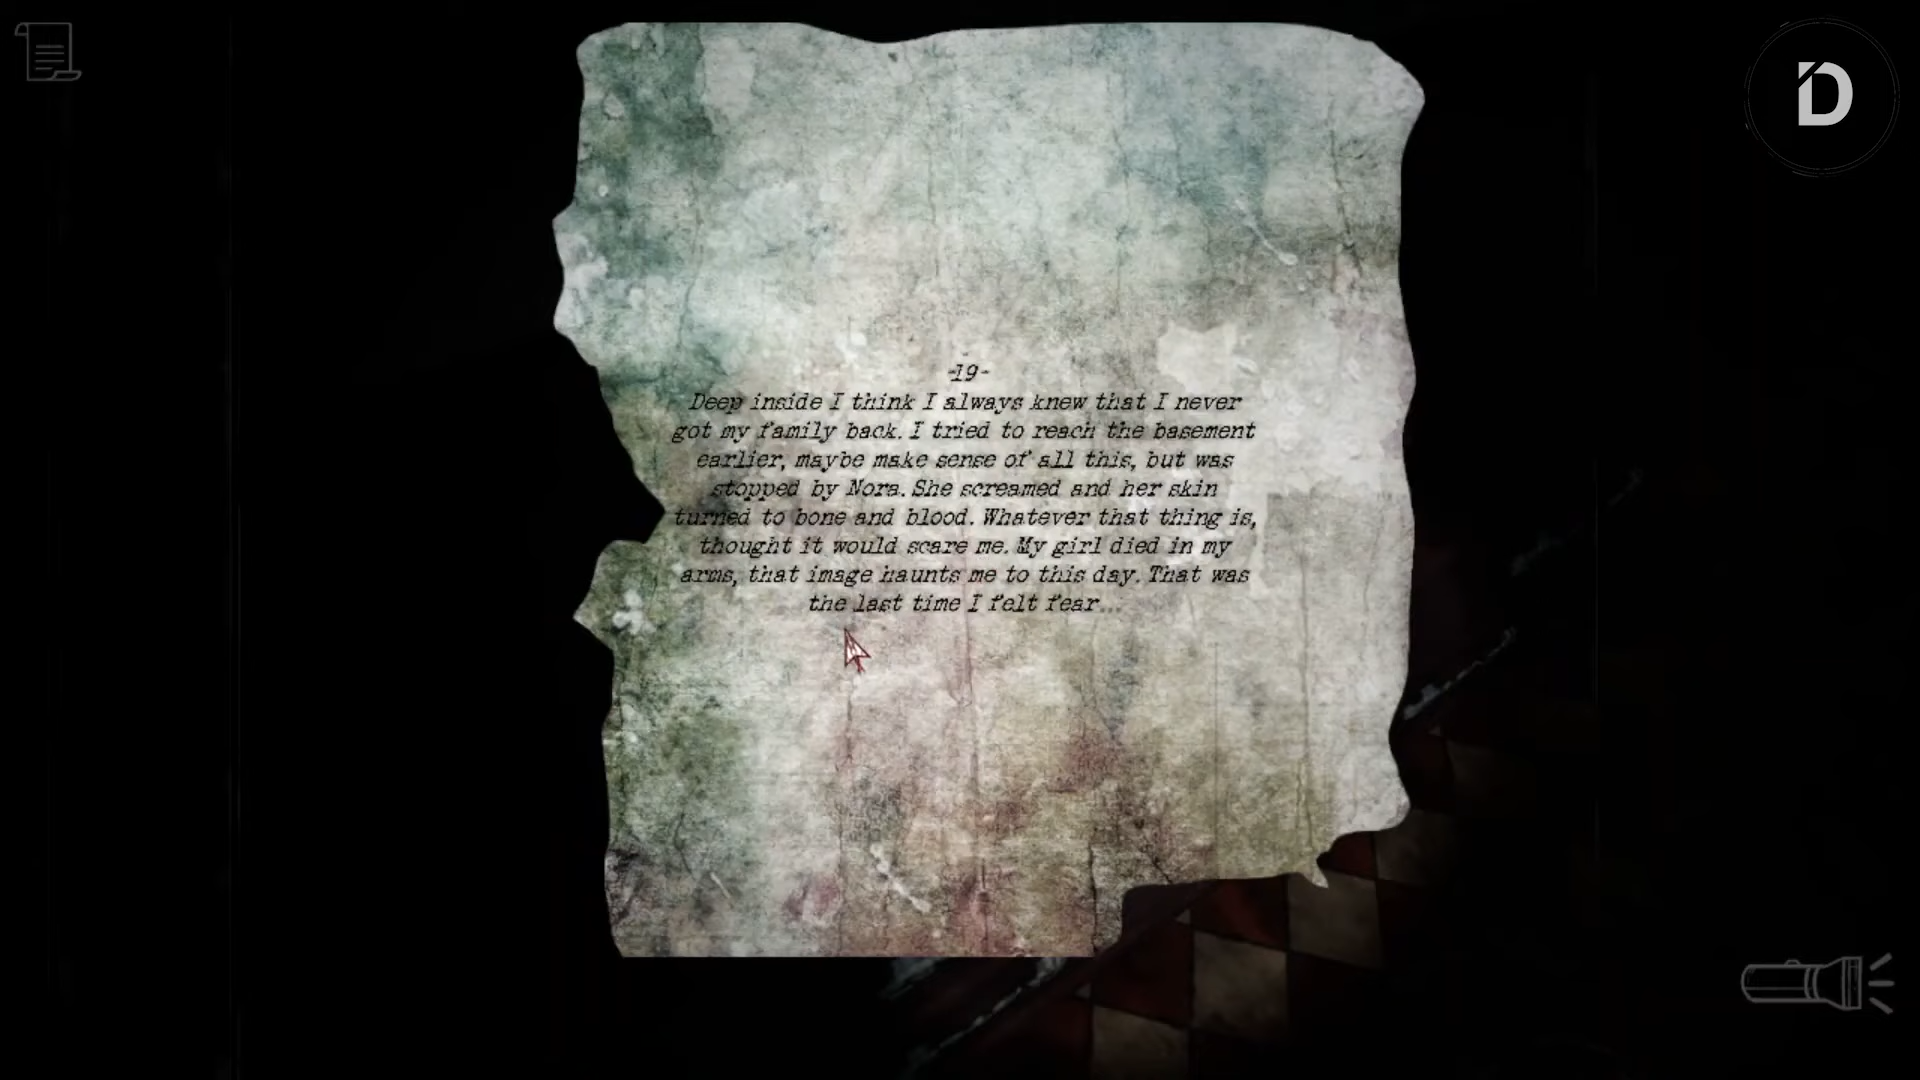 D
-19-
Deep inside I think I always knew that I never
got my family back. I tried to reach the basement
earlier, maybe make sense of all this, but was
stopped by Nora. She screamed and her skin
turned to bone and blood. Whatever that thing is,
thought it would scare me. My girl died in my
arms, that image haunts me to this day. That was
the last time I felt fear...